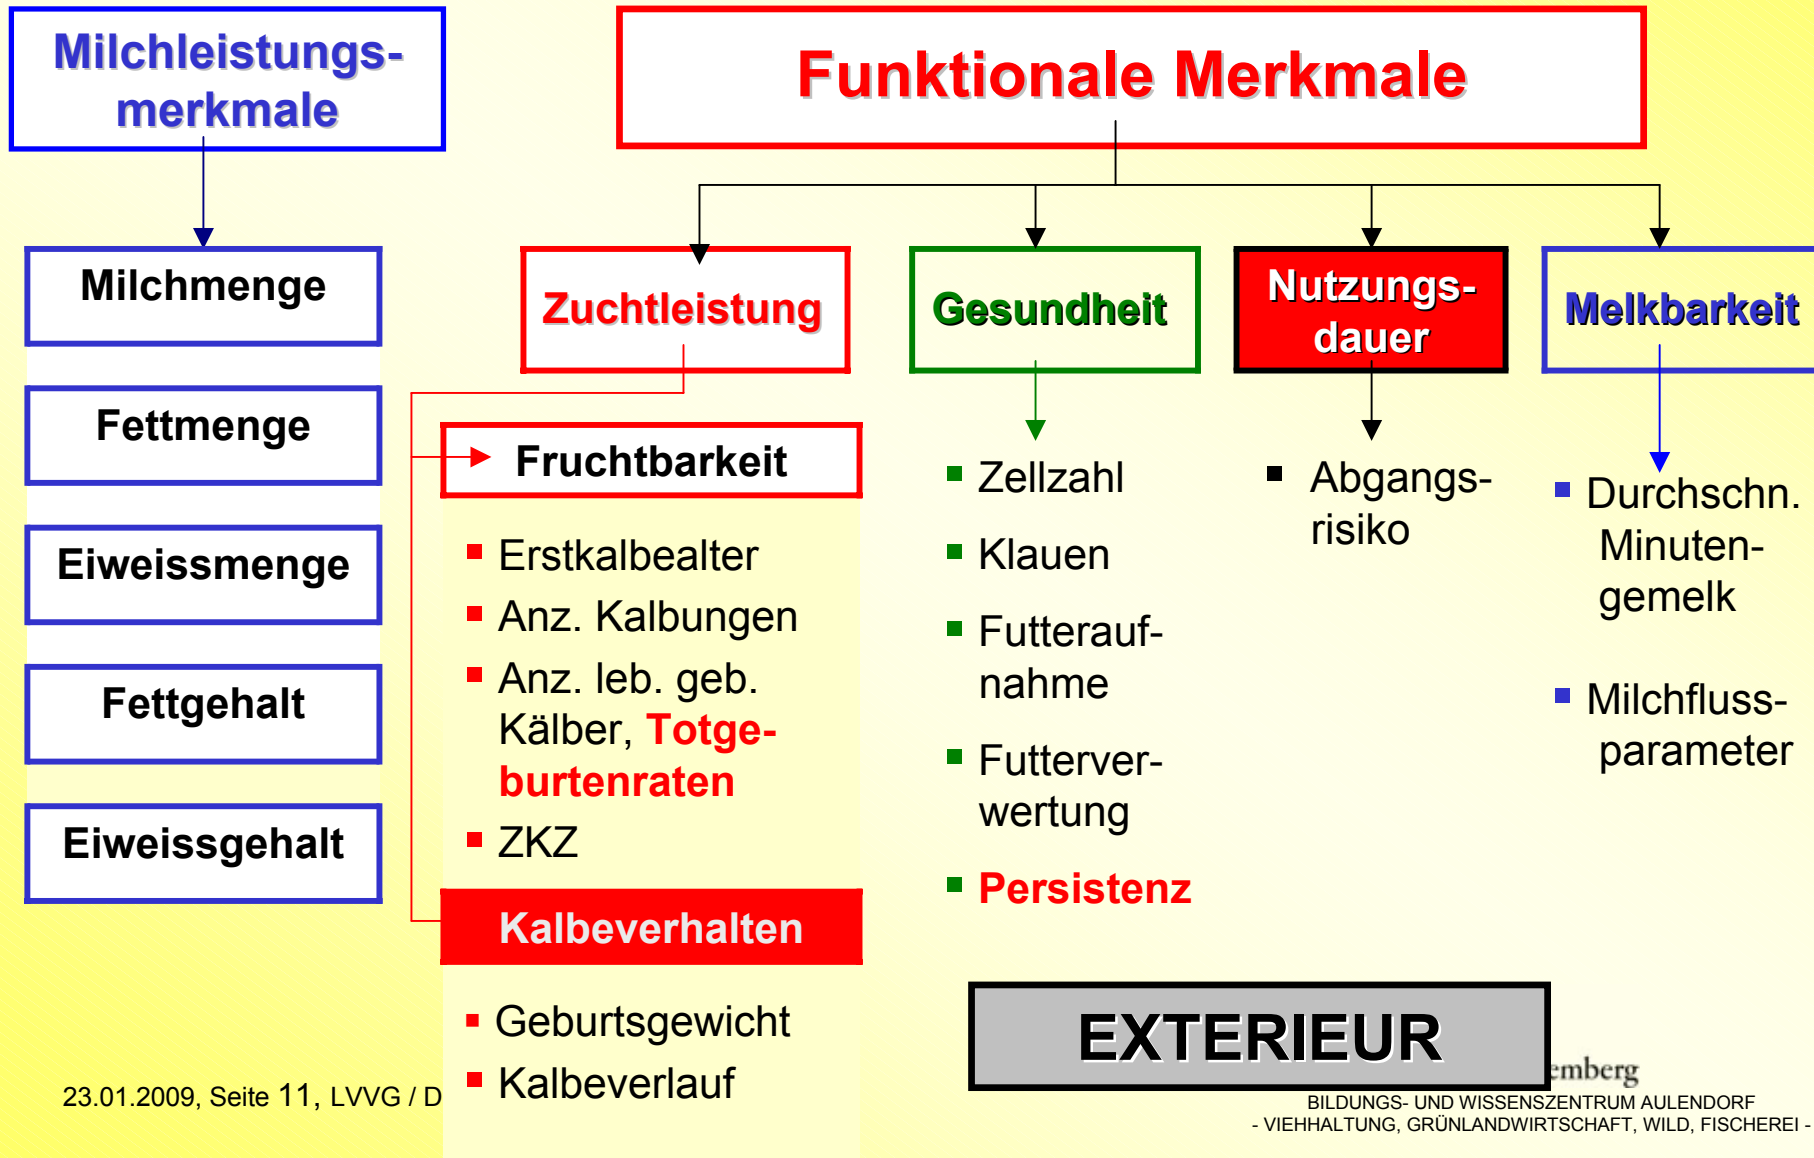 Milchleistungs-
merkmale
Funktionale Merkmale
Milchmenge
Fettmenge
Eiweissmenge
Fettgehalt
Eiweissgehalt
Zuchtleistung
Fruchtbarkeit
Erstkalbealter
Anz. Kalbungen
Anz. leb. geb.
Kälber, Totge-
burtenraten
ZKZ
Kalbeverhalten
Geburtsgewicht
Kalbeverlauf
Gesundheit
Zellzahl
Klauen
Futterauf-
nahme
Futterver-
wertung
Persistenz
Nutzungs-
dauer
Abgangs-
risiko
Melkbarkeit
Durchschn.
Minuten-
gemelk
Milchfluss-
parameter
EXTERIEUR
23.01.2009, Seite 11, LVVG / D
emberg
BILDUNGS- UND WISSENSZENTRUM AULENDORF
- VIEHHALTUNG, GRÜNLANDWIRTSCHAFT, WILD, FISCHEREI -